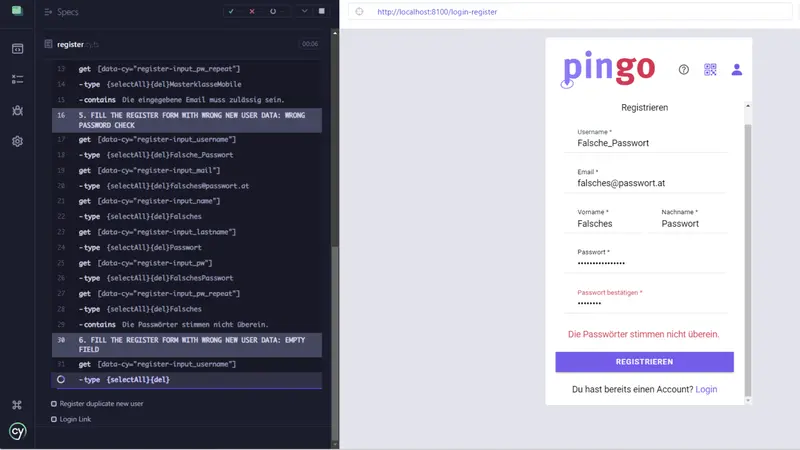 Specs
register
00:06
13 get [data-cy="register-input_pw_repeat"]
14 -type {selectAll}{del}MasterklasseMobile
15 -contains Die eingegebene Email muss zulässig sein.
16 5. FILL THE REGISTER FORM WITH WRONG NEW USER DATA: WRONG
PASSWORD CHECK
17 get [data-cy="register-input_username"]
18 -type {selectAll}{del}Falsche_Passwort
19 get [data-cy="register-input_mail"]
20 -type {selectAll}{del}falsches@passwort.at
21 get [data-cy="register-input_name"]
22 -type {selectAll}{del}Falsches
23 get [data-cy="register-input_lastname"]
24 -type {selectAll}{del}Passwort
25 get [data-cy="register-input_pw"]
26 -type {selectAll}{del}FalschesPasswort
27 get [data-cy="register-input_pw_repeat"]
28 -type {selectAll}{del}Falsches
29 -contains Die Passwörter stimmen nicht überein.
30 6. FILL THE REGISTER FORM WITH WRONG NEW USER DATA: EMPTY
FIELD
31 get [data-cy="register-input_username"]
-type {selectAll}{del}
Register duplicate new user
Login Link
cy
http://localhost:8100/login-register
pingo
Registrieren
Username *
Falsche_Passwort
Email *
falsches@passwort.at
Vorname * Nachname *
Falsches Passwort
Passwort *
Passwort bestätigen *
Die Passwörter stimmen nicht überein.
REGISTRIEREN
Du hast bereits einen Account? Login